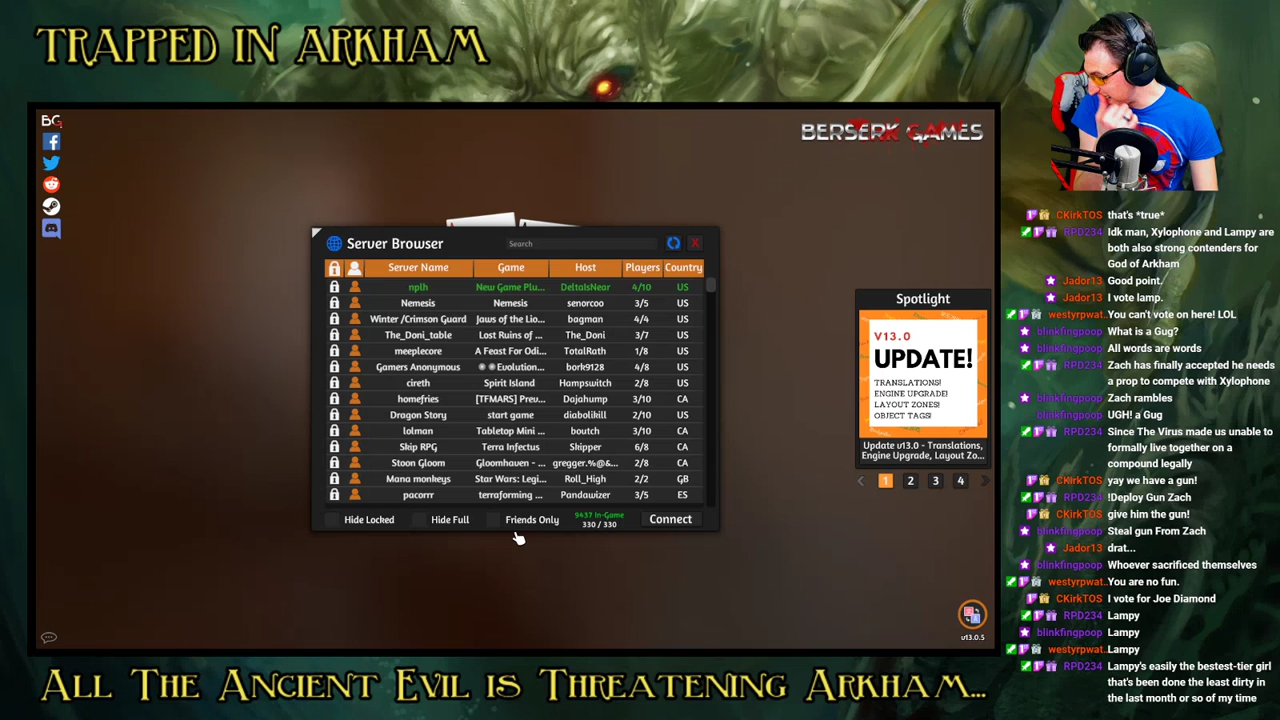 TRAPPED IN ARKHAM
BG
BERSERK GAMES
Server Browser
Search
X
Server Name Game Host Players Country
nplh New Game Plu... DeltaIsNear 4/10 US
Nemesis Nemesis senorcoo 3/5 US
Winter /Crimson Guard Jaws of the Lio... bagman 4/4 US
The_Doni_table Lost Ruins of ... The_Doni 3/7 US
meeplecore A Feast For Odi... TotalRath 1/8 US
Gamers Anonymous Evolution... bork9128 4/8 US
cireth Spirit Island Hampswitch 2/8 US
homefries [TFMARS] Prev... Dojahump 3/10 CA
Dragon Story start game diabolikill 2/10 US
lolman Tabletop Mini ... boutch 3/10 CA
Skip RPG Terra Infectus Skipper 6/8 CA
Stoon Gloom Gloomhaven - ... gregger.%@&... 2/8 CA
Mana monkeys Star Wars: Legi... Roll_High 2/2 GB
pacorrr terraforming ... Pandawizer 3/5 ES
Hide Locked Hide Full Friends Only 9437 In-Game
330 / 330
Connect
Spotlight
V13.0
UPDATE!
TRANSLATIONS!
ENGINE UPGRADE!
LAYOUT ZONES!
OBJECT TAGS!
Update v13.0 - Translations,
Engine Upgrade, Layout Zo...
< 1 2 3 4 >
v13.0.5
CKirkTOS that's *true*
RPD234 Idk man, Xylophone and Lampy are
both also strong contenders for
God of Arkham
Jador13 Good point.
Jador13 I vote lamp.
westyrpwat.. You can't vote on here! LOL
blinkfingpoop What is a Gug?
blinkfingpoop All words are words
RPD234 Zach has finally accepted he needs
a prop to compete with Xylophone
blinkfingpoop Zach rambles
blinkfingpoop UGH! a Gug
RPD234 Since The Virus made us unable to
formally live together on a
compound legally
CKirkTOS yay we have a gun!
RPD234 !Deploy Gun Zach
CKirkTOS give him the gun!
blinkfingpoop Steal gun From Zach
Jador13 drat...
blinkfingpoop Whoever sacrificed themselves
westyrpwat.. You are no fun.
CKirkTOS I vote for Joe Diamond
RPD234 Lampy
blinkfingpoop Lampy
westyrpwat.. Lampy
RPD234 Lampy's easily the bestest-tier girl
that's been done the least dirty in
the last month or so of my time
ALL THE ANCIENT EVIL IS THREATENING ARKHAM...